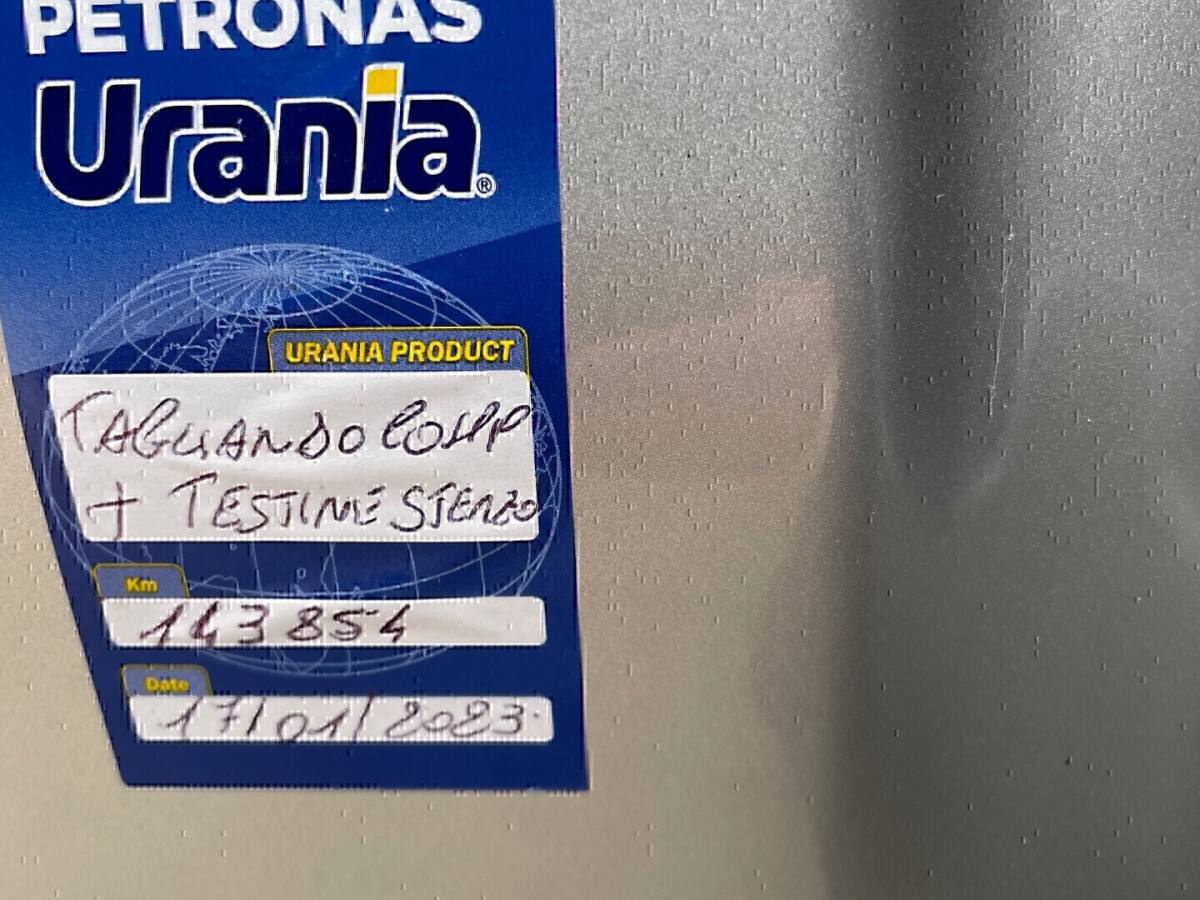 PETRONAS
Urania®
URANIA PRODUCT
TAGLIANDO COMP
+ TESTINE STERZO
Km
143854
Date
17/01/2023